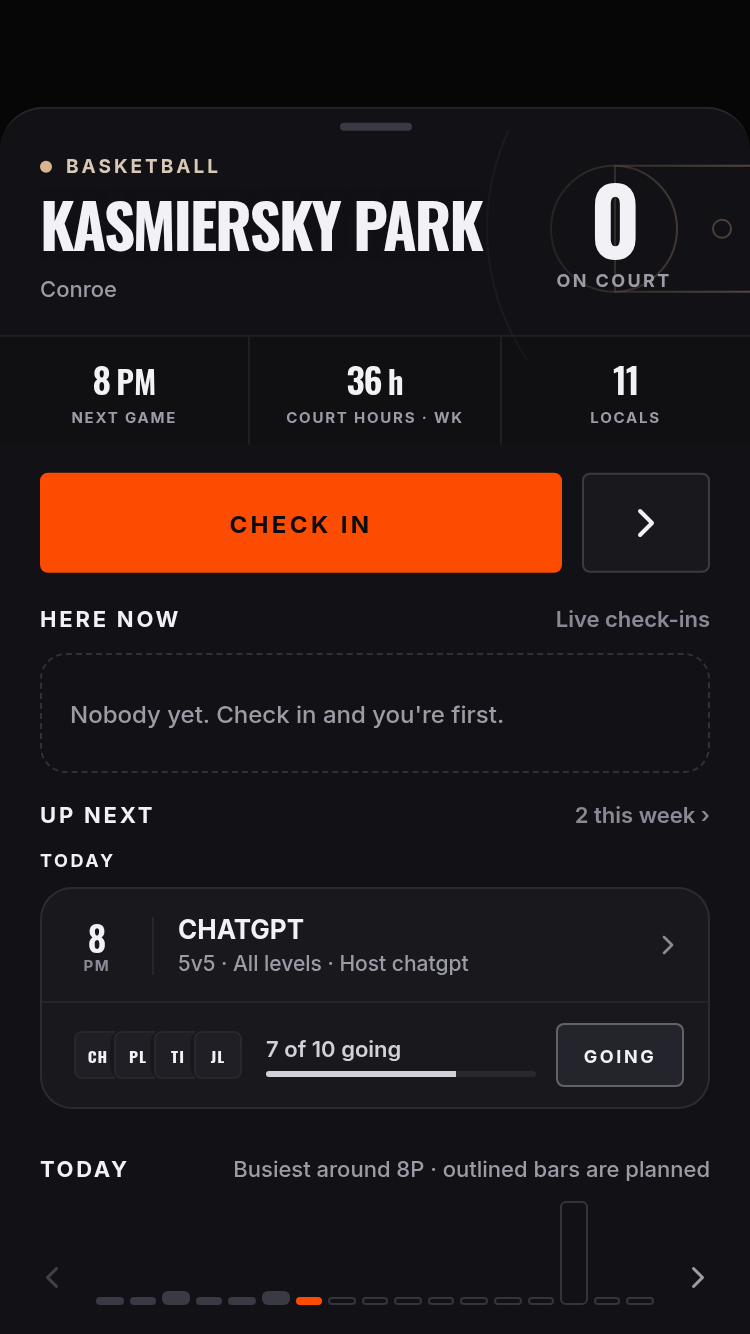 BASKETBALL
KASMIERSKY PARK
Conroe
0
ON COURT
8 PM
NEXT GAME
36 h
COURT HOURS · WK
11
LOCALS
CHECK IN
HERE NOW
Live check-ins
Nobody yet. Check in and you're first.
UP NEXT
2 this week ›
TODAY
8
PM
CHATGPT
5v5 · All levels · Host chatgpt
CH PL TI JL
7 of 10 going
GOING
TODAY
Busiest around 8P · outlined bars are planned